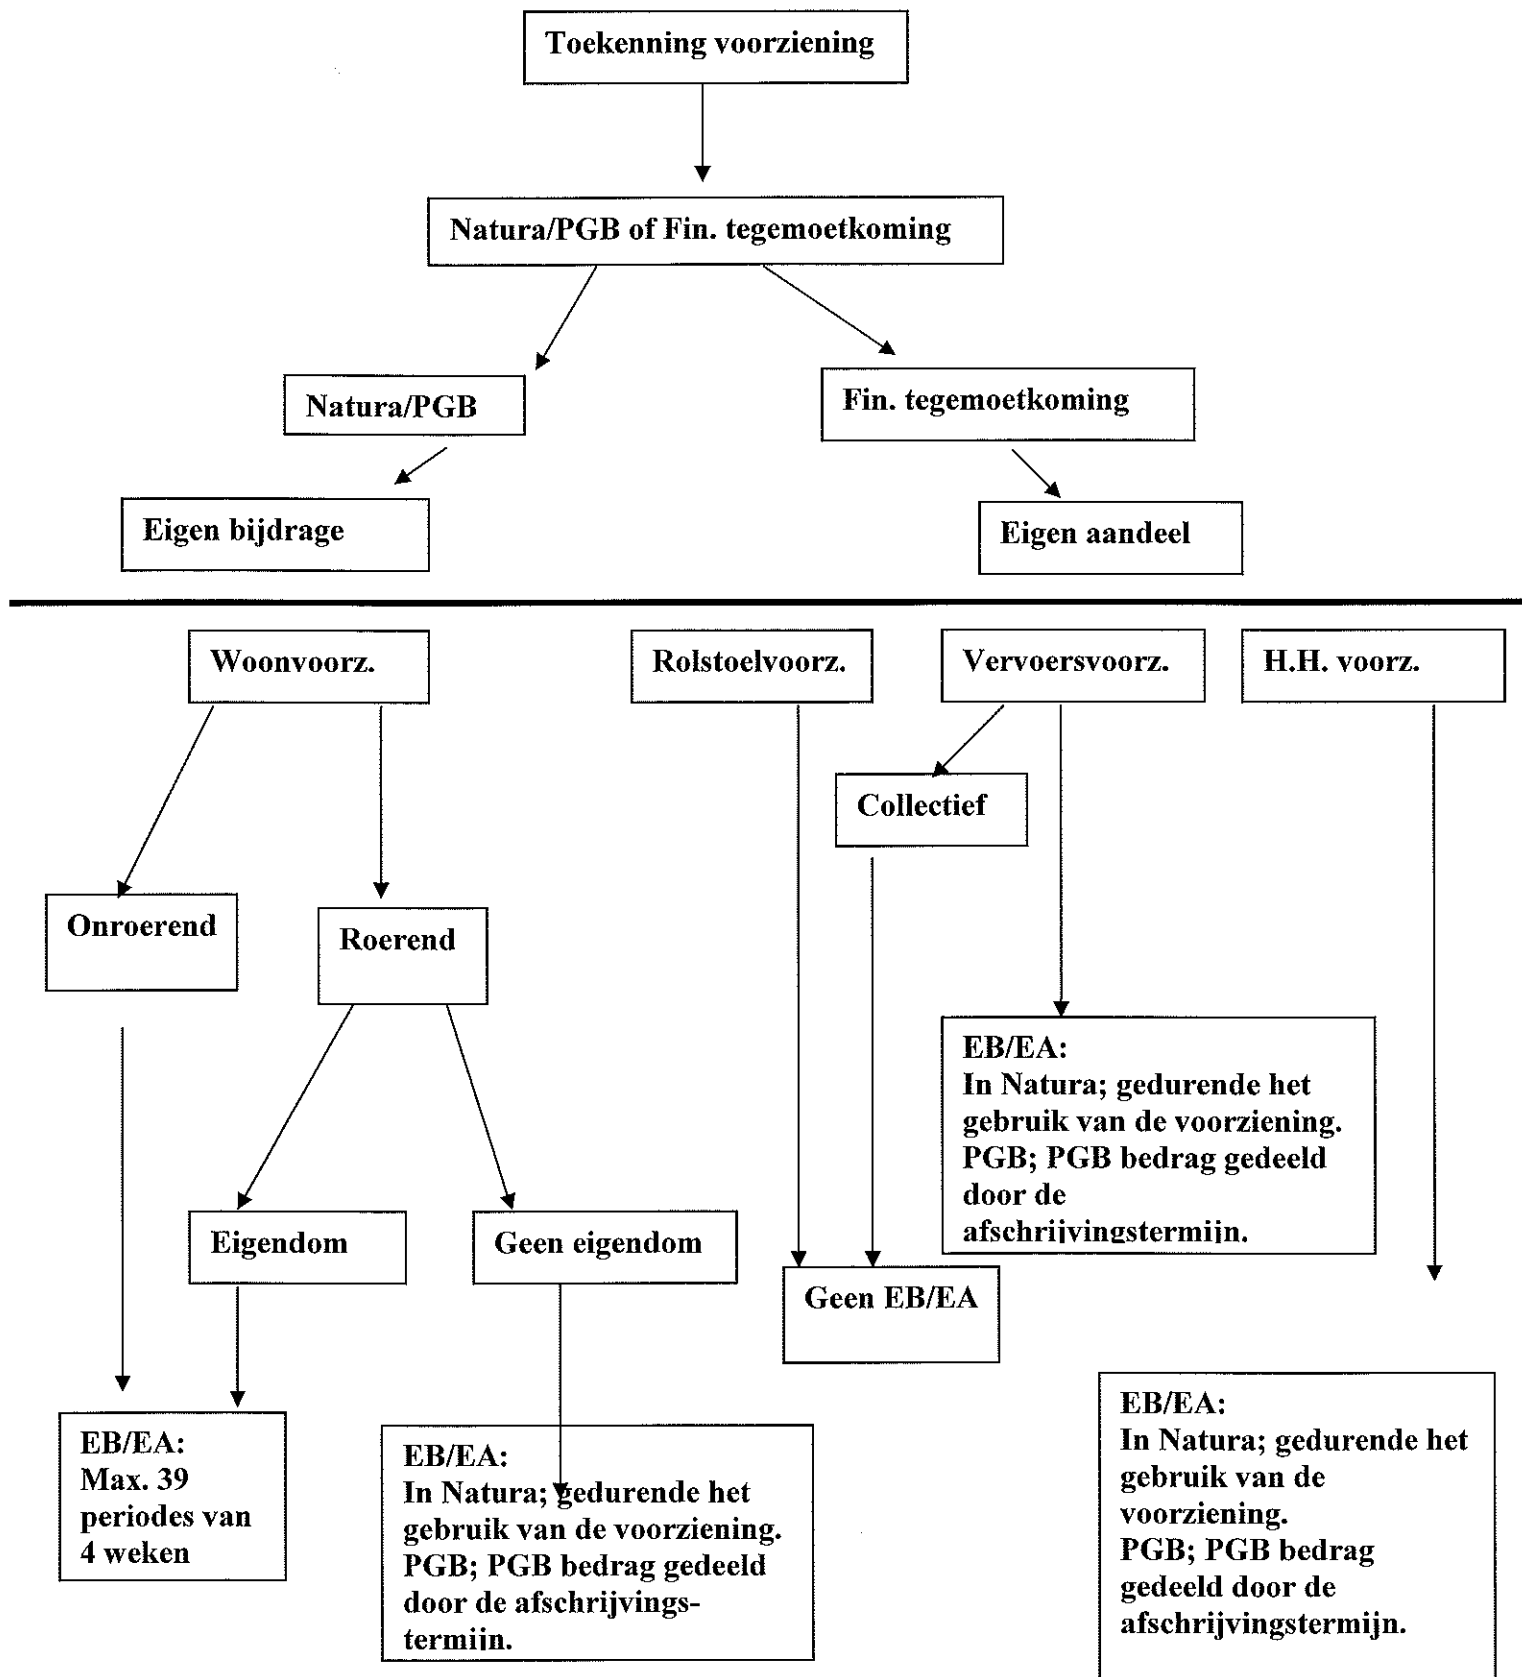 Toekenning voorziening
Natura/PGB of Fin. tegemoetkoming
Natura/PGB
Fin. tegemoetkoming
Eigen bijdrage
Eigen aandeel
Woonvoorz.
Rolstoelvoorz.
Vervoersvoorz.
H.H. voorz.
Collectief
Onroerend
Roerend
EB/EA:
In Natura; gedurende het
gebruik van de voorziening.
PGB; PGB bedrag gedeeld
door de
afschrijvingstermijn.
Eigendom
Geen eigendom
Geen EB/EA
EB/EA:
Max. 39
periodes van
4 weken
EB/EA:
In Natura; gedurende het
gebruik van de voorziening.
PGB; PGB bedrag gedeeld
door de afschrijvings-
termijn.
EB/EA:
In Natura; gedurende het
gebruik van de
voorziening.
PGB; PGB bedrag
gedeeld door de
afschrijvingstermijn.